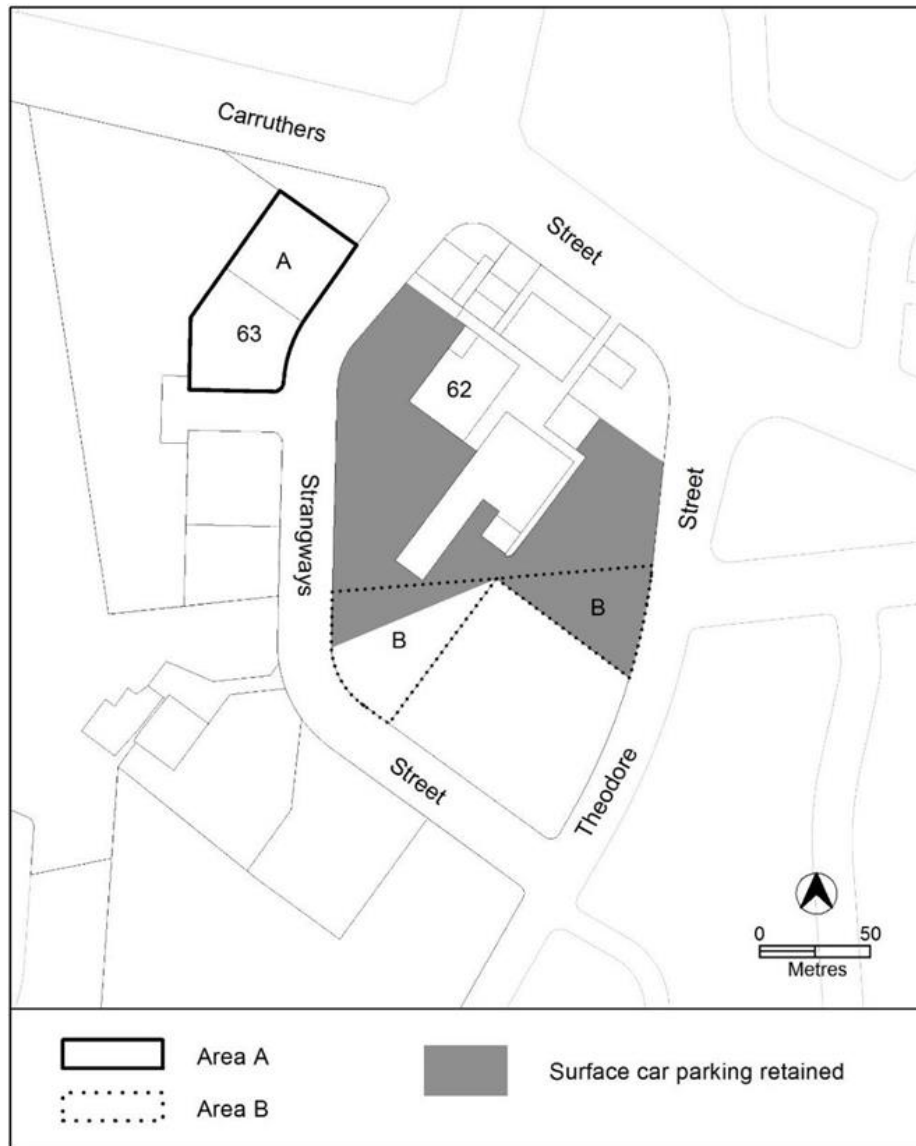 Carruthers
Street
A
63
62
Strangways
Street
B
B
Street
Theodore
0 50
Metres
Area A
Surface car parking retained
Area B